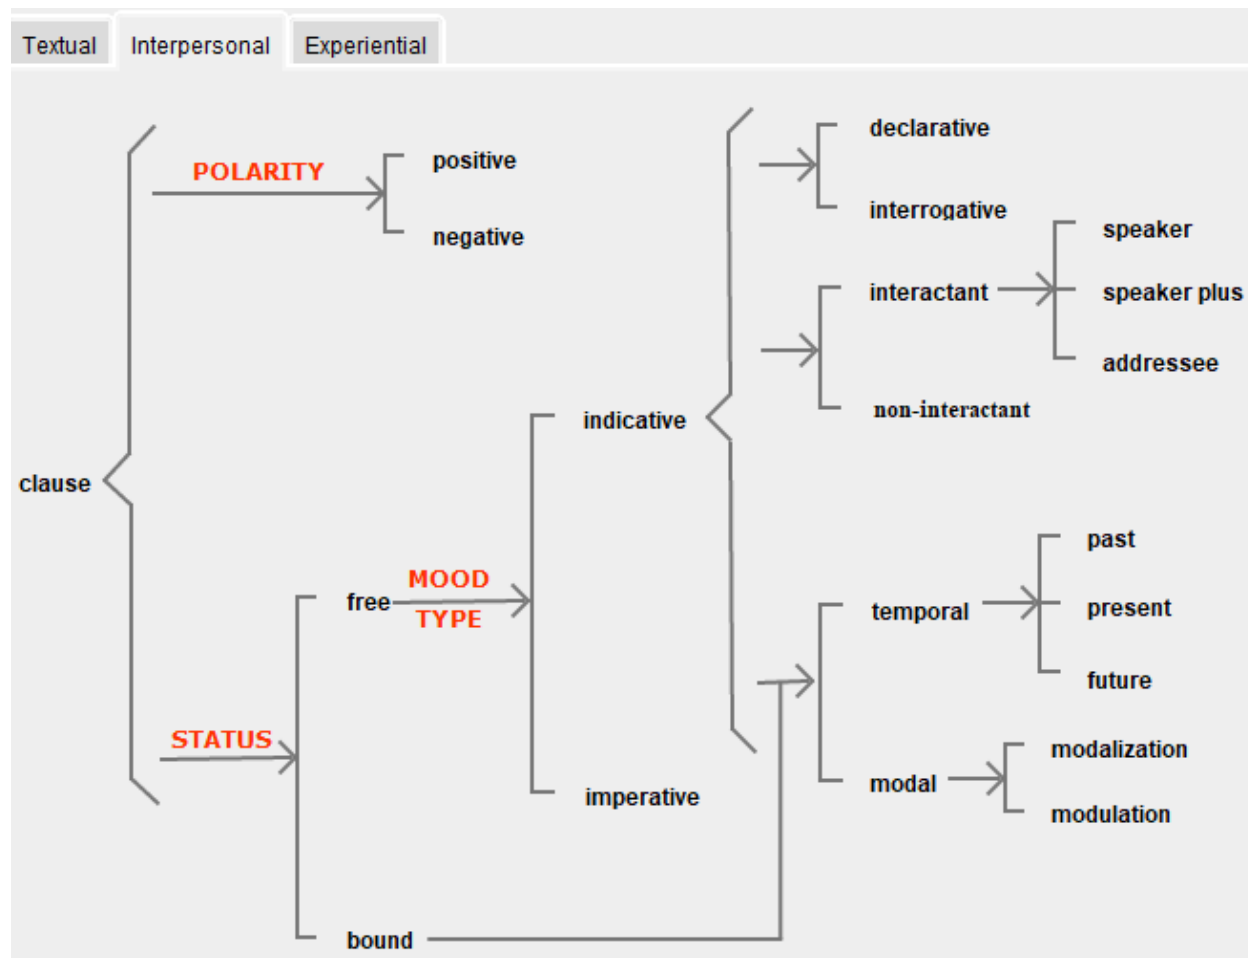 Textual Interpersonal Experiential
declarative
POLARITY
positive
negative
interrogative
speaker
interactant
speaker plus
addressee
non-interactant
indicative
clause
past
free
MOOD
TYPE
temporal
present
future
STATUS
modalization
modal
imperative
modulation
bound